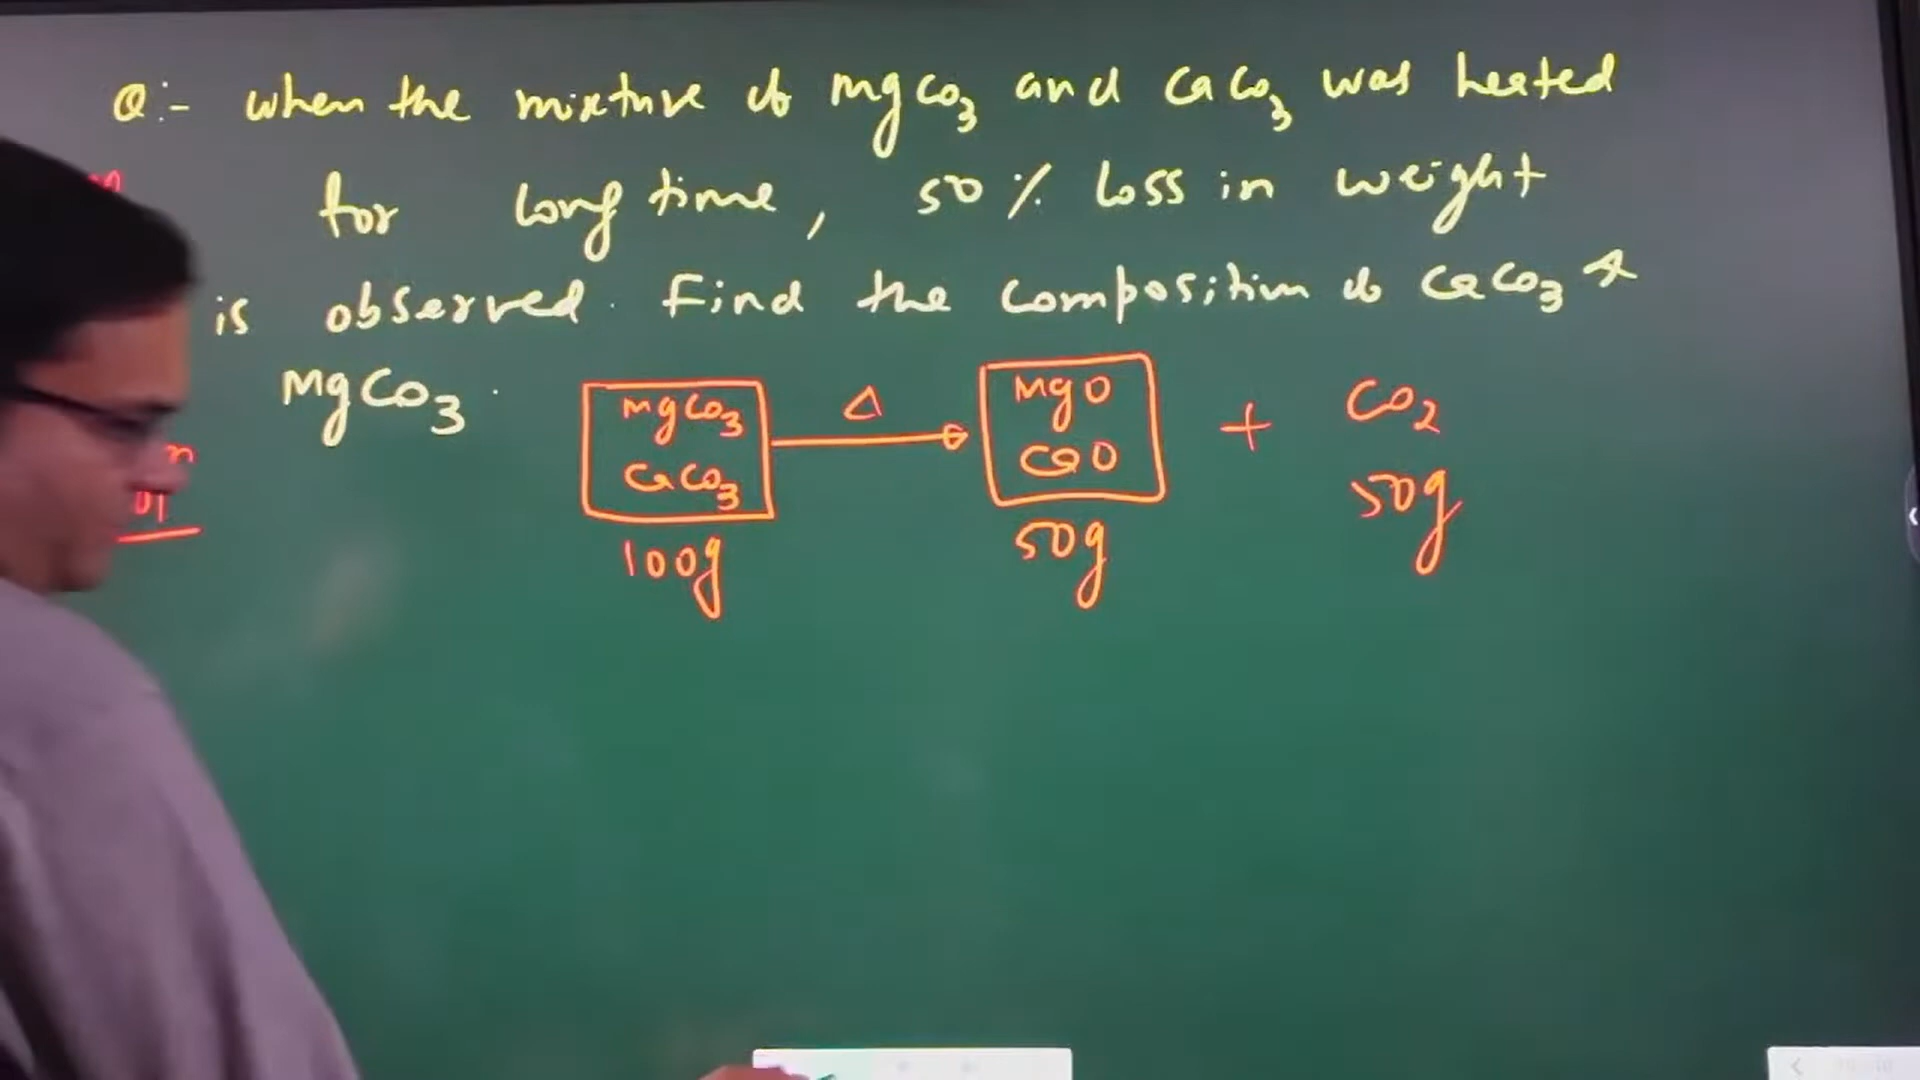 Q:- when the mixture of MgCO3 and CaCO3 was heated
for long time, 50% Loss in weight
is observed. Find the composition of CaCO3 &
MgCO3.
MgCO3
CaCO3
100g
Δ
MgO
CaO
50g
+
CO2
50g